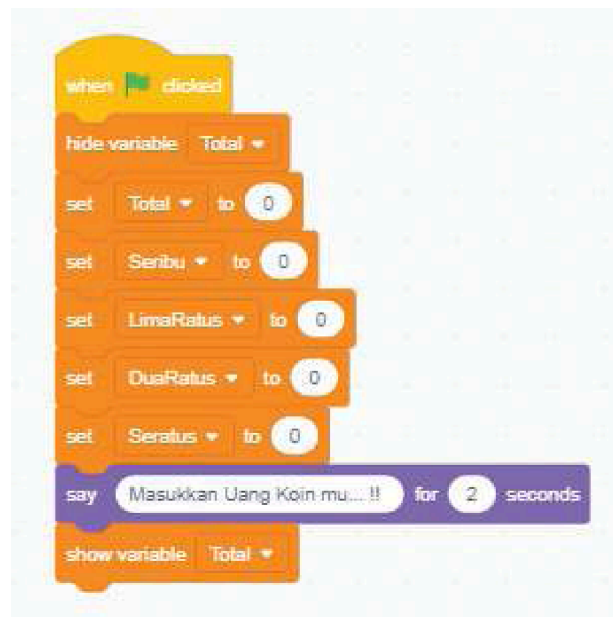 when clicked
hide variable Total
set Total to 0
set Seribu to 0
set LimaRatus to 0
set DuaRatus to 0
set Seratus to 0
say Masukkan Uang Koin mu... !! for 2 seconds
show variable Total